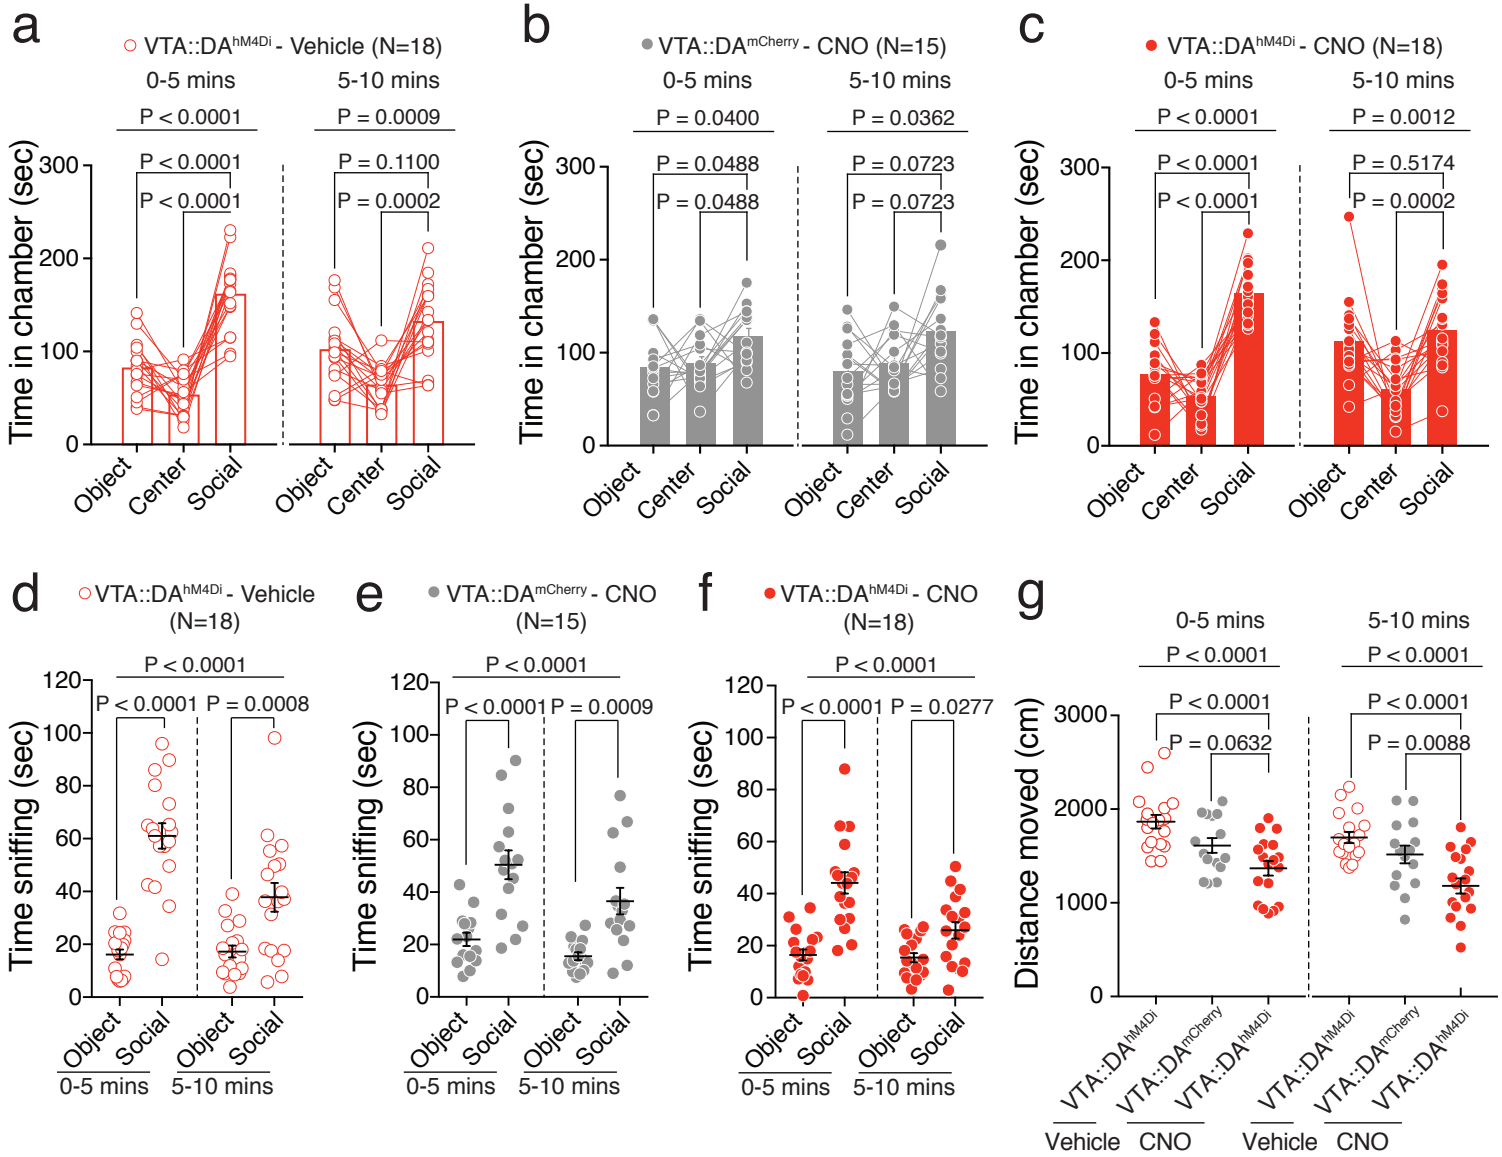 a
VTA::DAhM4Di - Vehicle (N=18)
0-5 mins
5-10 mins
P < 0.0001
P = 0.0009
P < 0.0001
P = 0.1100
P < 0.0001
P = 0.0002
Time in chamber (sec)
300
200
100
0
Object
Center
Social
Object
Center
Social
b
VTA::DAmCherry - CNO (N=15)
0-5 mins
5-10 mins
P = 0.0400
P = 0.0362
P = 0.0488
P = 0.0723
P = 0.0488
P = 0.0723
Time in chamber (sec)
300
200
100
0
Object
Center
Social
Object
Center
Social
c
VTA::DAhM4Di - CNO (N=18)
0-5 mins
5-10 mins
P < 0.0001
P = 0.0012
P < 0.0001
P = 0.5174
P < 0.0001
P = 0.0002
Time in chamber (sec)
300
200
100
0
Object
Center
Social
Object
Center
Social
d
VTA::DAhM4Di - Vehicle
(N=18)
P < 0.0001
P < 0.0001
P = 0.0008
Time sniffing (sec)
120
100
80
60
40
20
0
Object
Social
Object
Social
0-5 mins
5-10 mins
e
VTA::DAmCherry - CNO
(N=15)
P < 0.0001
P < 0.0001
P = 0.0009
Time sniffing (sec)
120
100
80
60
40
20
0
Object
Social
Object
Social
0-5 mins
5-10 mins
f
VTA::DAhM4Di - CNO
(N=18)
P < 0.0001
P < 0.0001
P = 0.0277
Time sniffing (sec)
120
100
80
60
40
20
0
Object
Social
Object
Social
0-5 mins
5-10 mins
g
0-5 mins
5-10 mins
P < 0.0001
P < 0.0001
P < 0.0001
P < 0.0001
P = 0.0632
P = 0.0088
Distance moved (cm)
3000
2000
1000
0
VTA::DAhM4Di
VTA::DAmCherry
VTA::DAhM4Di
VTA::DAhM4Di
VTA::DAmCherry
VTA::DAhM4Di
Vehicle
CNO
Vehicle
CNO